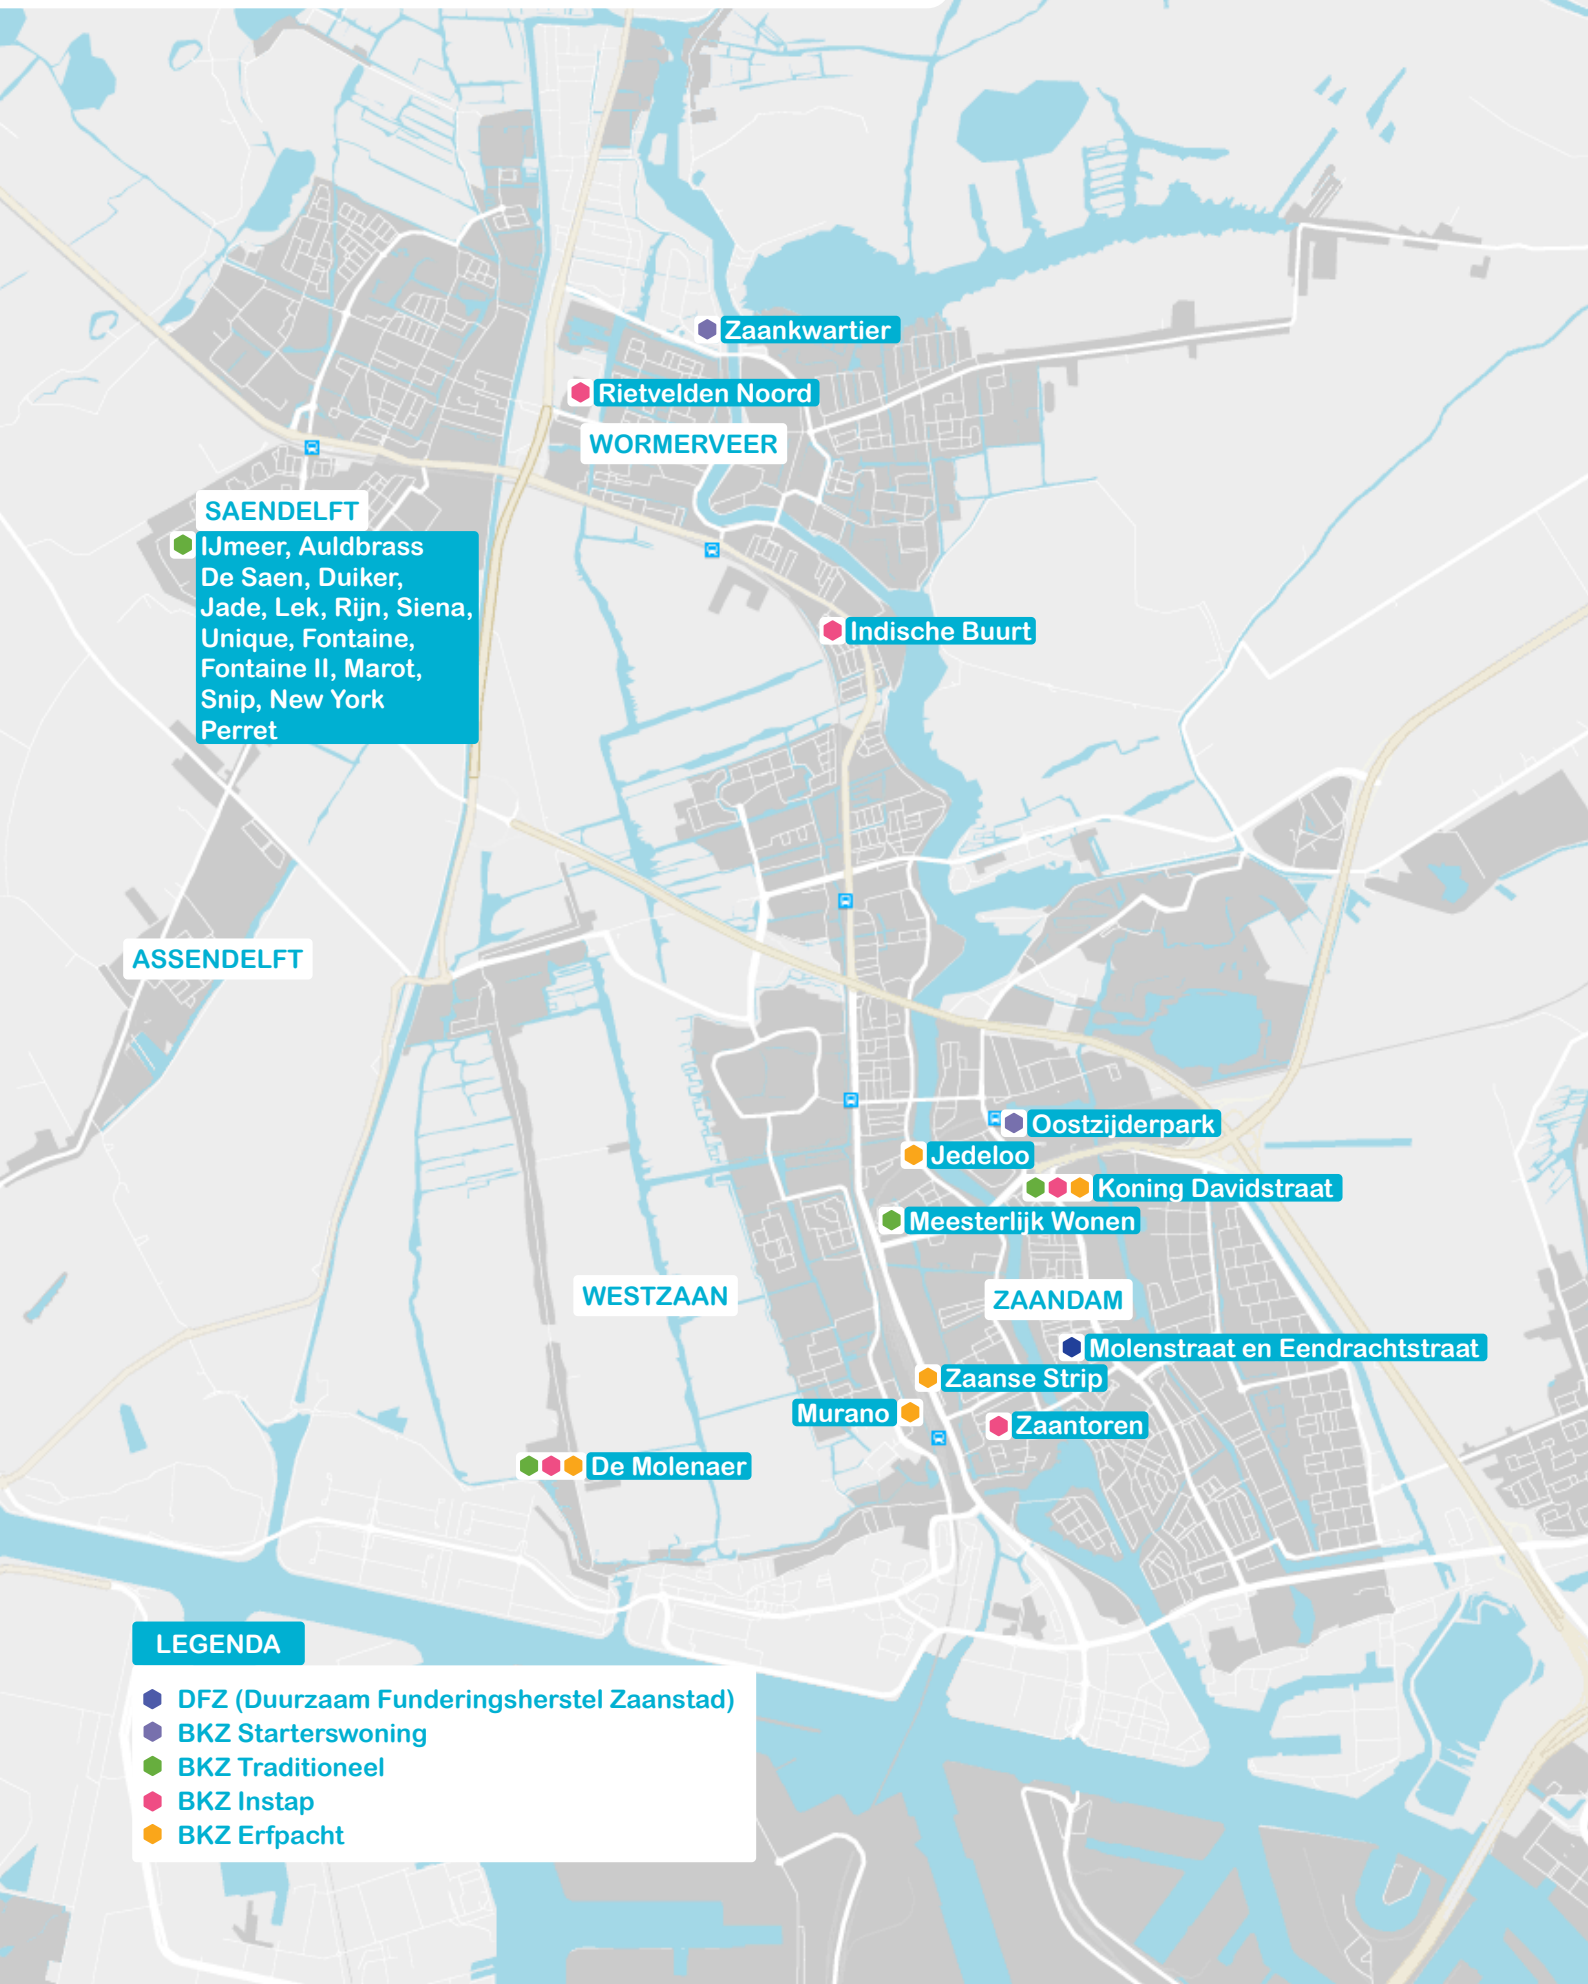 Zaankwartier
Rietvelden Noord
WORMERVEER
SAENDELFT
IJmeer, Auldbrass
De Saen, Duiker,
Jade, Lek, Rijn, Siena,
Unique, Fontaine,
Fontaine II, Marot,
Snip, New York
Perret
Indische Buurt
ASSENDELFT
Oostzijderpark
Jedeloo
Koning Davidstraat
Meesterlijk Wonen
WESTZAAN
ZAANDAM
Molenstraat en Eendrachtstraat
Zaanse Strip
Murano
Zaantoren
De Molenaer
LEGENDA
DFZ (Duurzaam Funderingsherstel Zaanstad)
BKZ Starterswoning
BKZ Traditioneel
BKZ Instap
BKZ Erfpacht